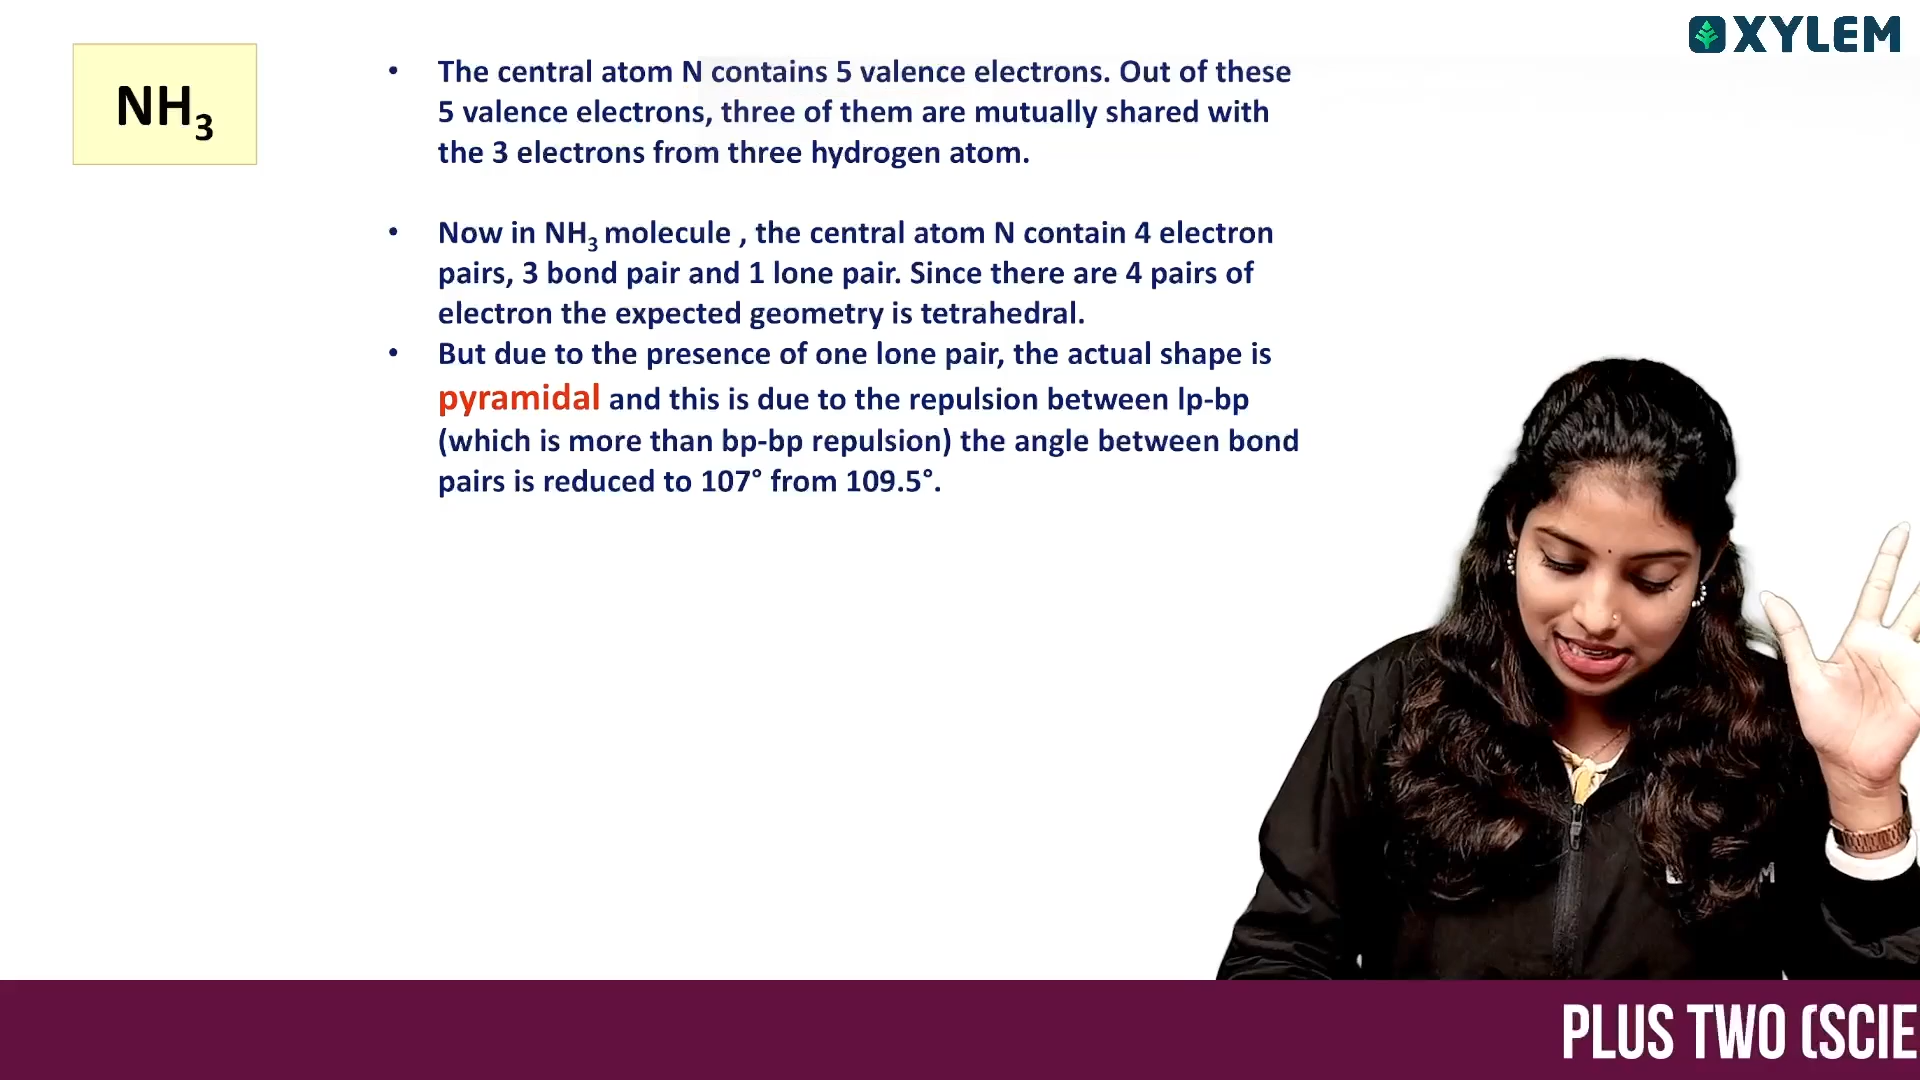 XYLEM
NH₃
• The central atom N contains 5 valence electrons. Out of these
5 valence electrons, three of them are mutually shared with
the 3 electrons from three hydrogen atom.
• Now in NH₃ molecule , the central atom N contain 4 electron
pairs, 3 bond pair and 1 lone pair. Since there are 4 pairs of
electron the expected geometry is tetrahedral.
• But due to the presence of one lone pair, the actual shape is
pyramidal and this is due to the repulsion between lp-bp
(which is more than bp-bp repulsion) the angle between bond
pairs is reduced to 107° from 109.5°.
M
PLUS TWO (SCIE